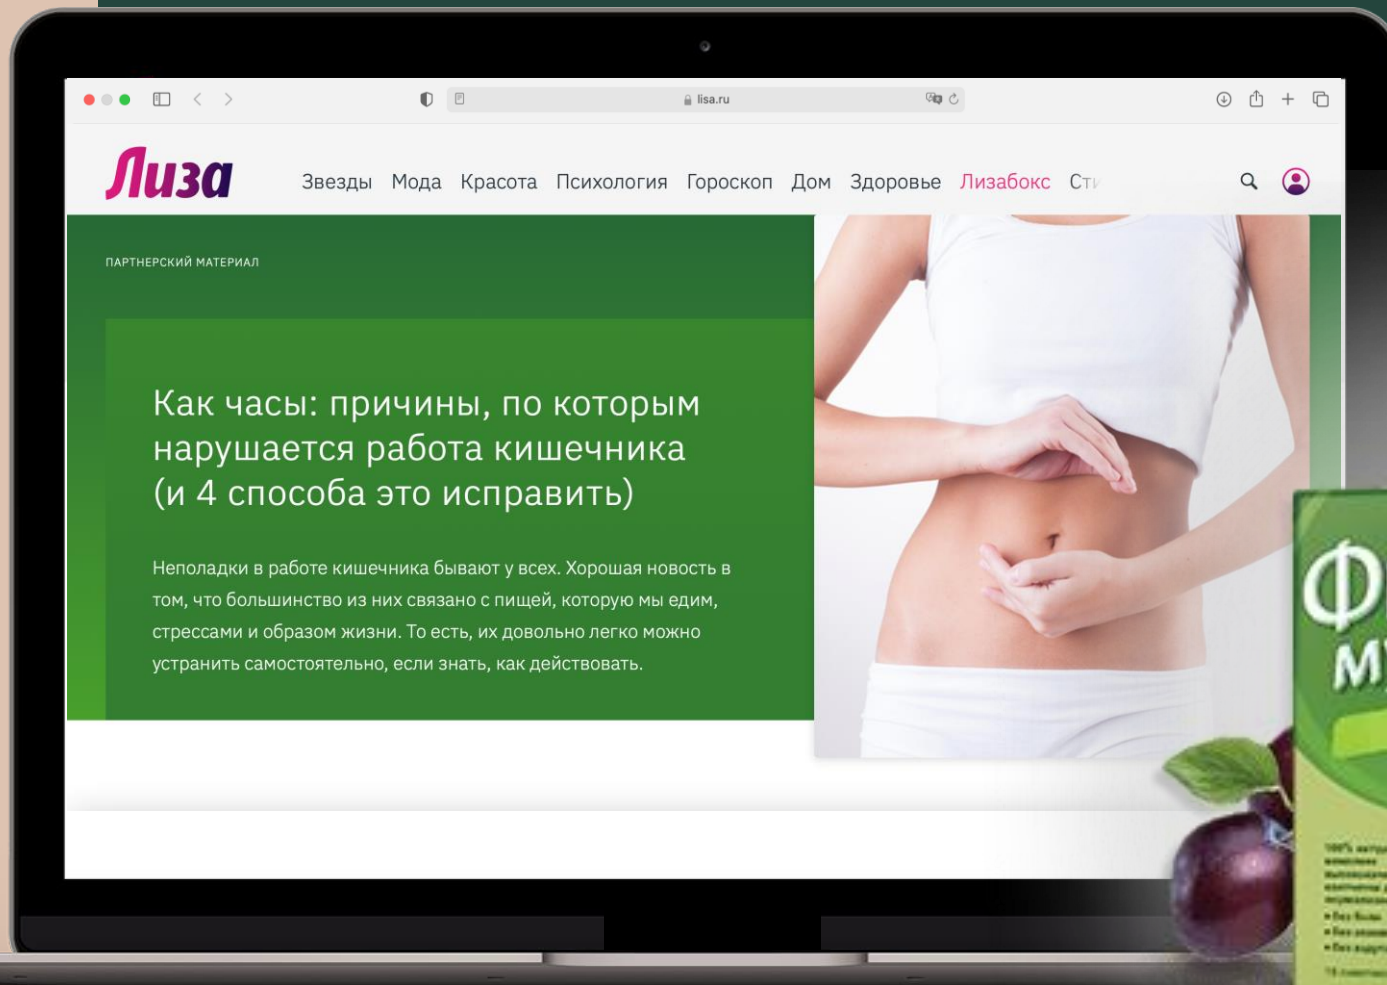 lisa.ru
Лиза
Звезды Мода Красота Психология Гороскоп Дом Здоровье Лизабокс Сти
ПАРТНЕРСКИЙ МАТЕРИАЛ
Как часы: причины, по которым
нарушается работа кишечника
(и 4 способа это исправить)
Неполадки в работе кишечника бывают у всех. Хорошая новость в
том, что большинство из них связано с пищей, которую мы едим,
стрессами и образом жизни. То есть, их довольно легко можно
устранить самостоятельно, если знать, как действовать.